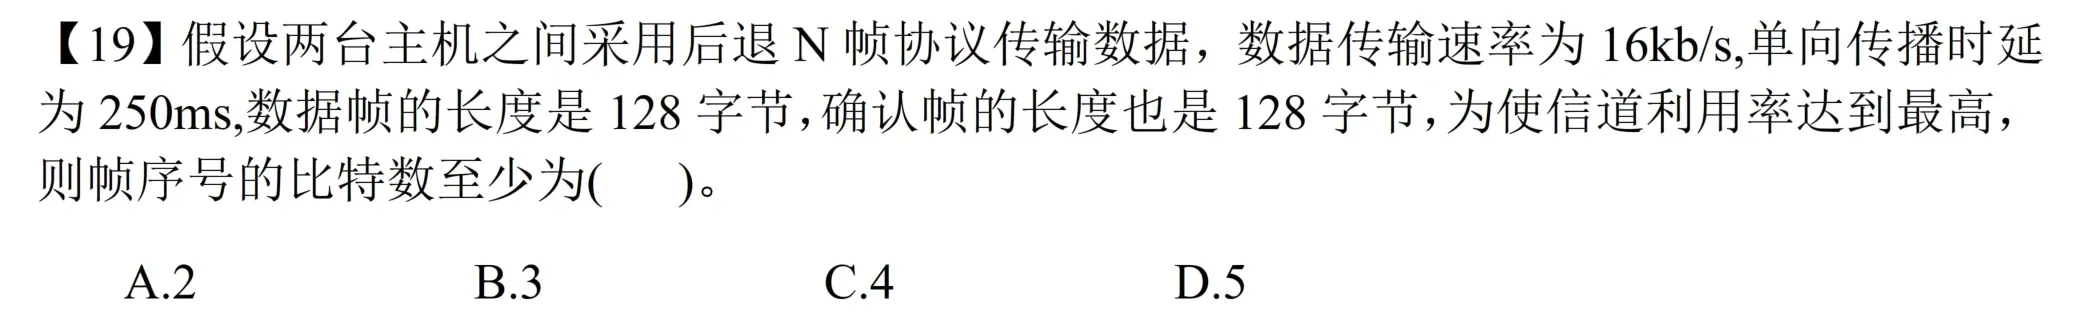 【19】假设两台主机之间采用后退 N 帧协议传输数据，数据传输速率为 16kb/s,单向传播时延
为 250ms,数据帧的长度是 128 字节,确认帧的长度也是 128 字节,为使信道利用率达到最高，
则帧序号的比特数至少为(    )。
A.2 B.3 C.4 D.5